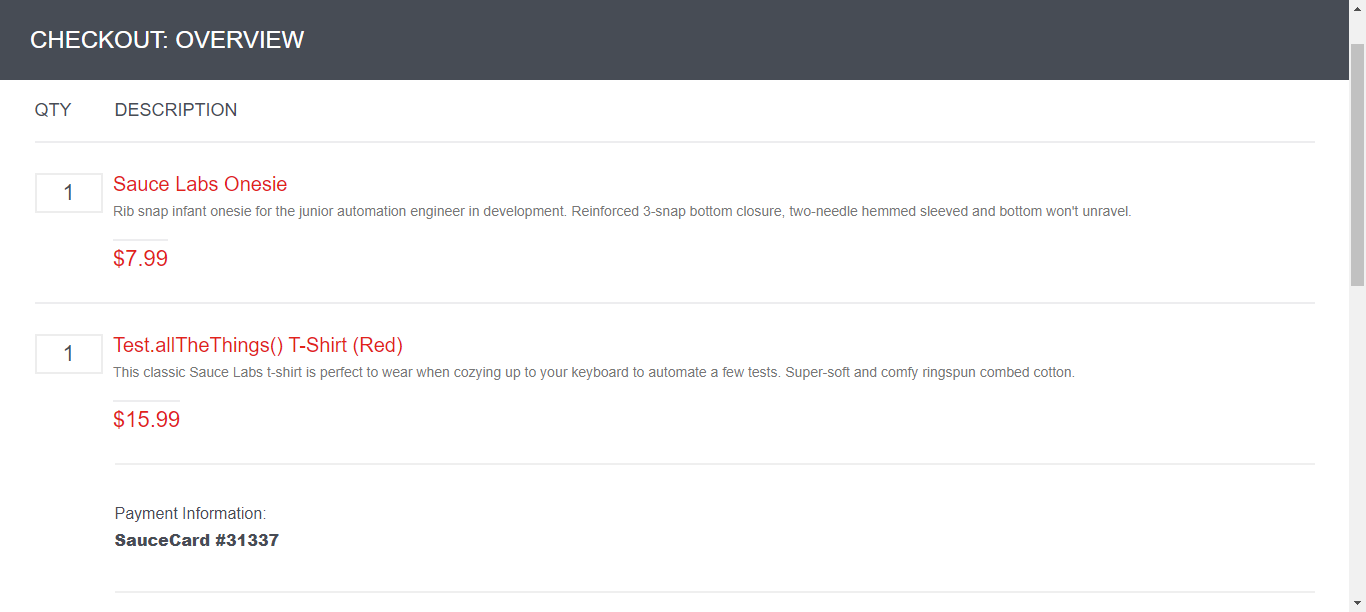 CHECKOUT: OVERVIEW
QTY DESCRIPTION
1 Sauce Labs Onesie
Rib snap infant onesie for the junior automation engineer in development. Reinforced 3-snap bottom closure, two-needle hemmed sleeved and bottom won't unravel.
$7.99
1 Test.allTheThings() T-Shirt (Red)
This classic Sauce Labs t-shirt is perfect to wear when cozying up to your keyboard to automate a few tests. Super-soft and comfy ringspun combed cotton.
$15.99
Payment Information:
SauceCard #31337